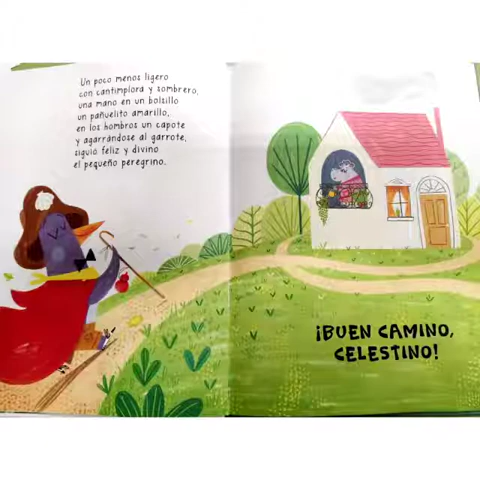 Un poco menos ligero
con cantimplora y sombrero,
una mano en un bolsillo
un pañuelito amarillo,
en los hombros un capote
y agarrándose al garrote,
siguió feliz y divino
el pequeño peregrino.
¡BUEN CAMINO,
CELESTINO!